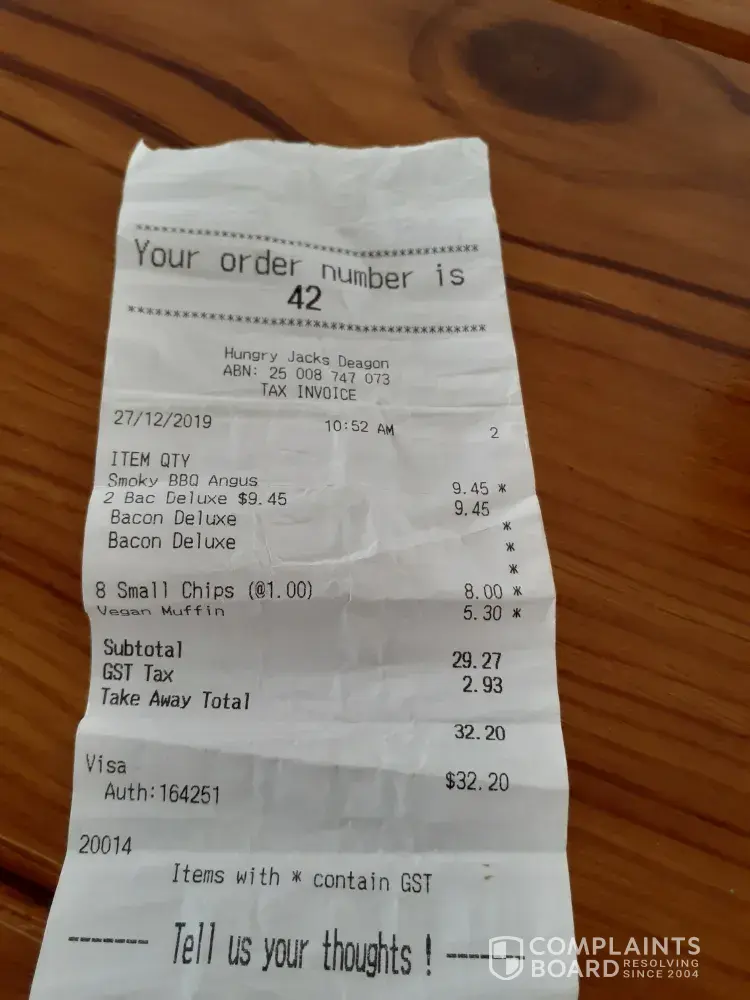 *****************************************
Your order number is
42
*****************************************
Hungry Jacks Deagon
ABN: 25 008 747 073
TAX INVOICE
27/12/2019 10:52 AM 2
ITEM QTY
Smoky BBQ Angus 9.45 *
2 Bac Deluxe $9.45 9.45
Bacon Deluxe *
Bacon Deluxe *
*
8 Small Chips (@1.00) 8.00 *
Vegan Muffin 5.30 *
Subtotal 29.27
GST Tax 2.93
Take Away Total
32.20
Visa $32.20
Auth:164251
20014
Items with * contain GST
------ Tell us your thoughts ! ------
COMPLAINTS
BOARD RESOLVING
SINCE 2004